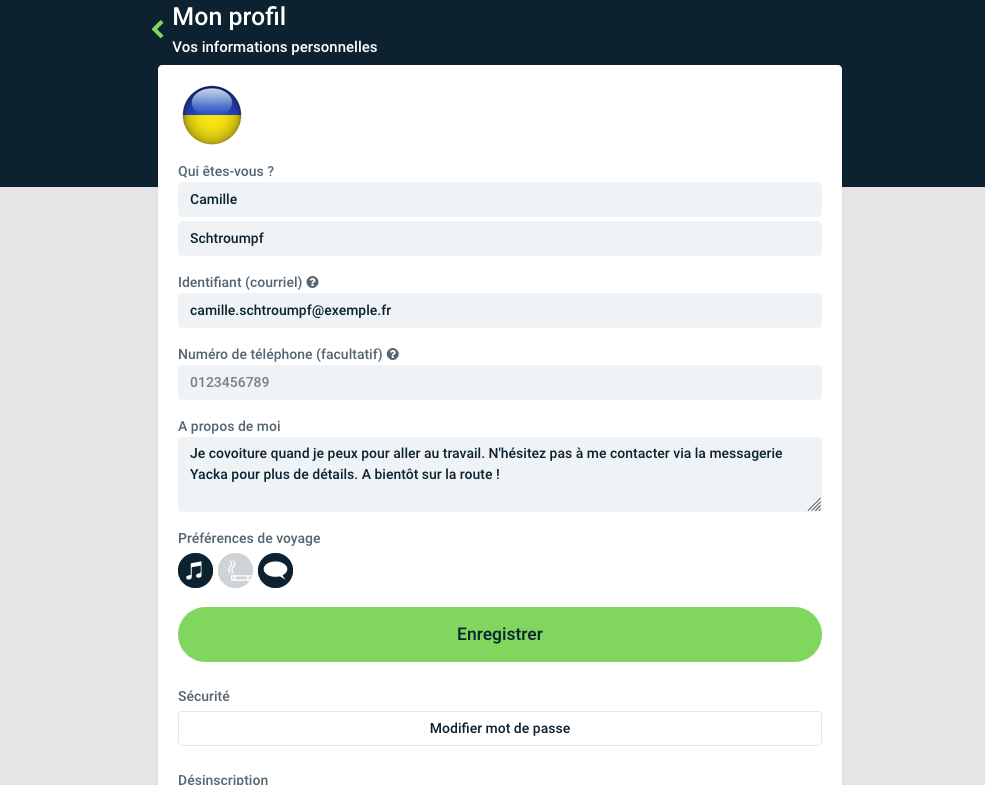 Mon profil
Vos informations personnelles
Qui êtes-vous ?
Camille
Schtroumpf
Identifiant (courriel)
camille.schtroumpf@exemple.fr
Numéro de téléphone (facultatif)
0123456789
A propos de moi
Je covoiture quand je peux pour aller au travail. N'hésitez pas à me contacter via la messagerie
Yacka pour plus de détails. A bientôt sur la route !
Préférences de voyage
Enregistrer
Sécurité
Modifier mot de passe
Désinscription